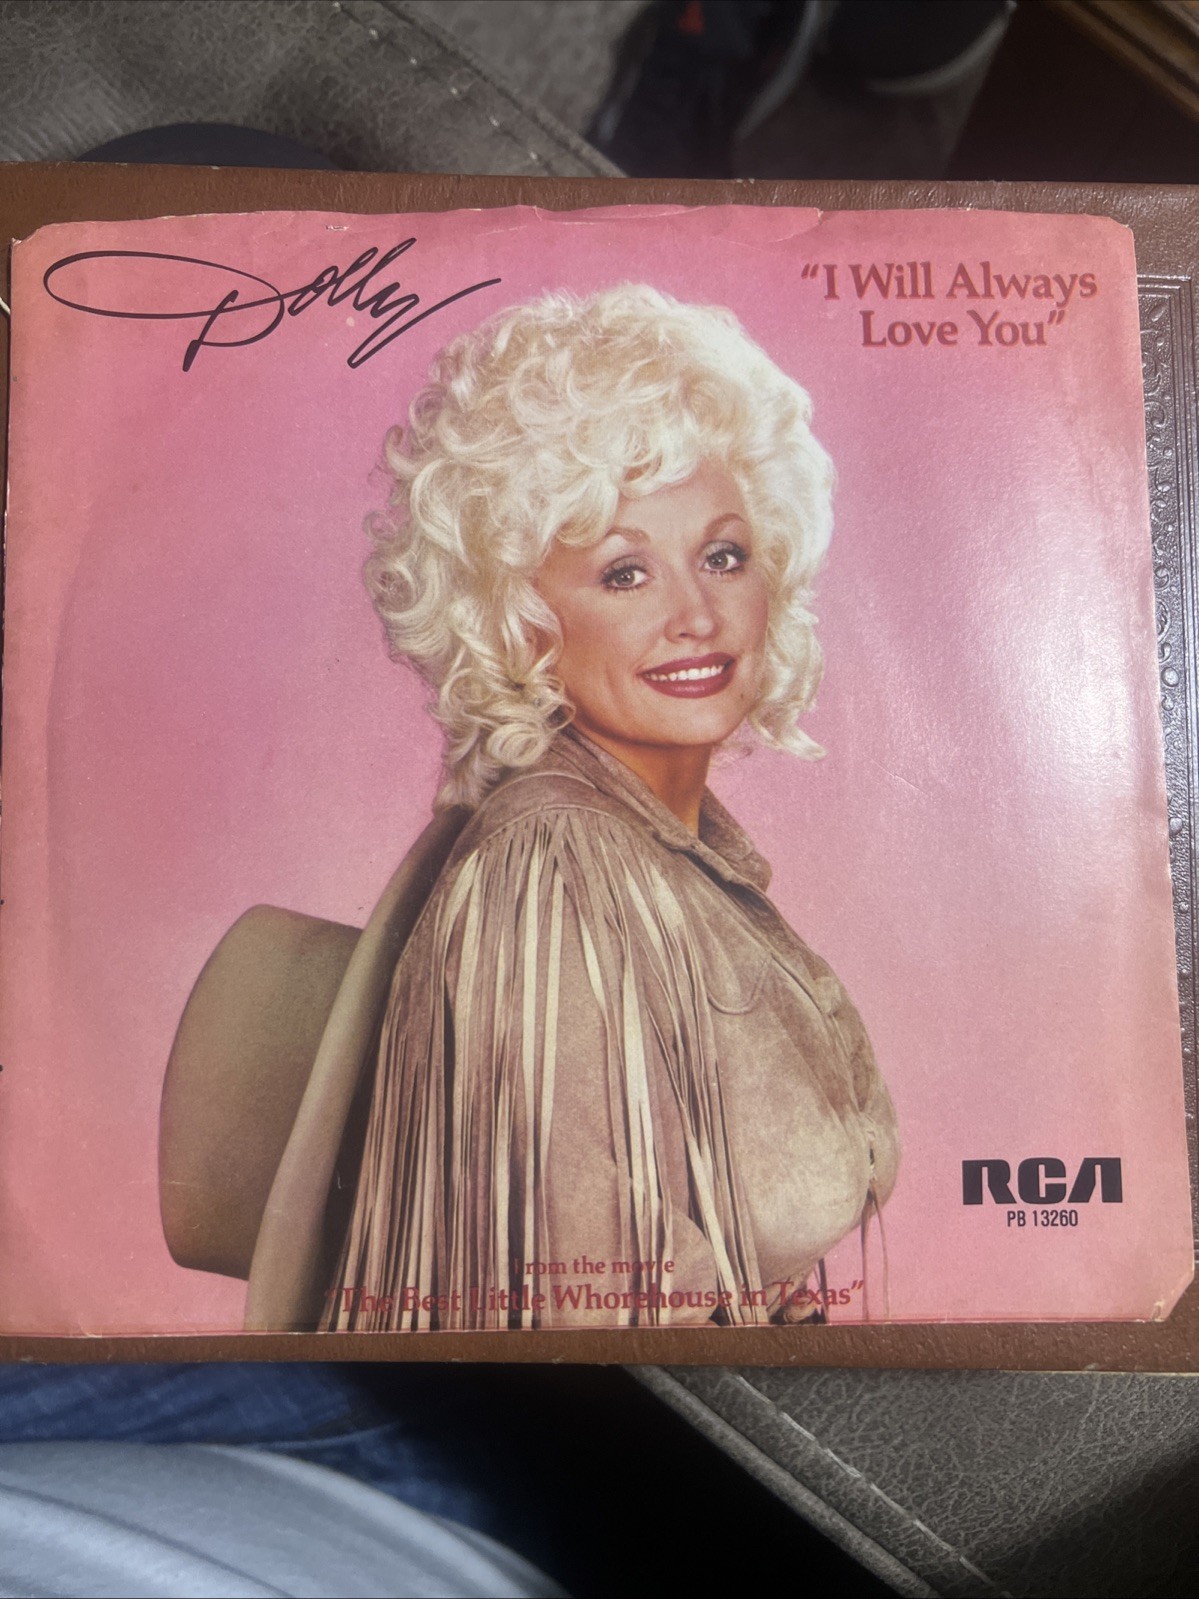 Dolly
"I Will Always
Love You"
RCA
PB 13260
from the movie
"The Best Little Whorehouse in Texas"